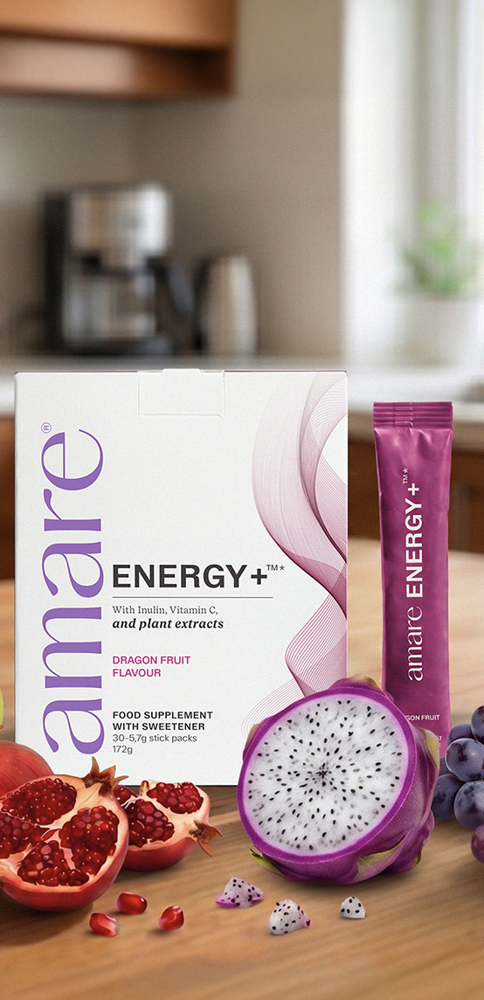 amare®
ENERGY+™*
With Inulin, Vitamin C,
and plant extracts
DRAGON FRUIT
FLAVOUR
FOOD SUPPLEMENT
WITH SWEETENER
30-5,7g stick packs
172g
amare ENERGY+™*
GON FRUIT